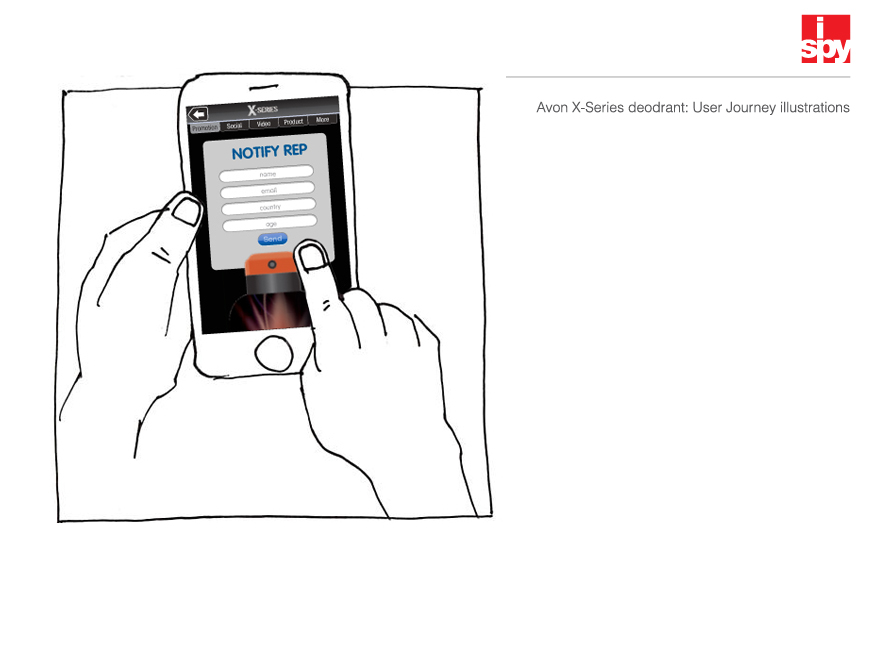 i
spy
Avon X-Series deodrant: User Journey illustrations
X-SERIES
Promotion Social Video Product More
NOTIFY REP
name
email
country
age
Send